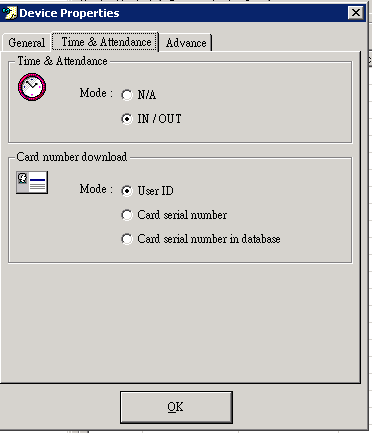 Device Properties
General Time & Attendance Advance
Time & Attendance
Mode : N/A
IN / OUT
Card number download
Mode : User ID
Card serial number
Card serial number in database
OK